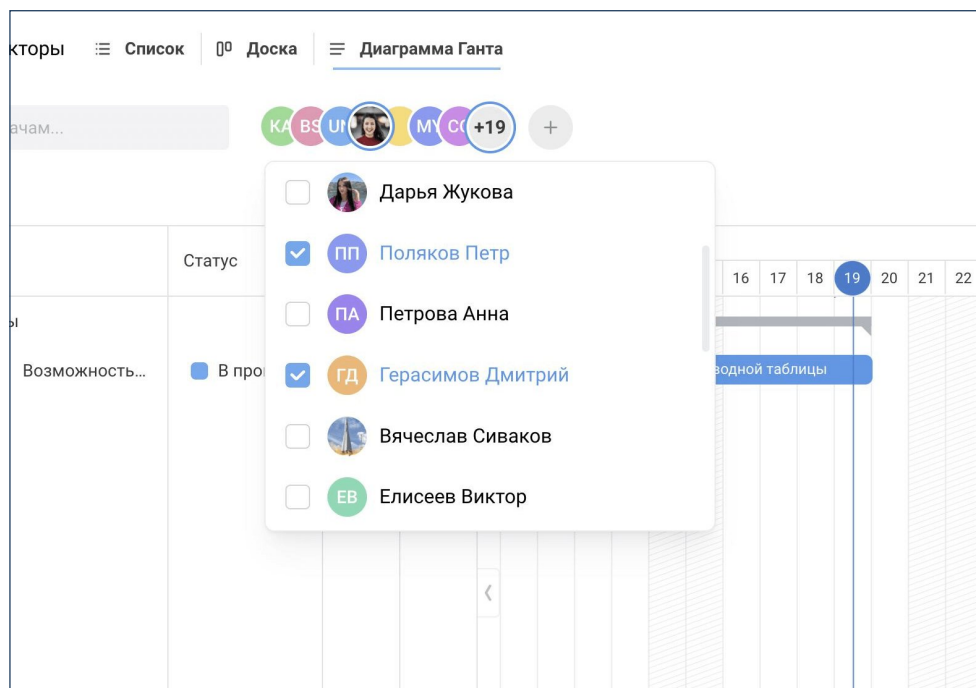 кторы Список Доска Диаграмма Ганта
ачам... KA BS UN MY CC +19 +
Дарья Жукова
Статус ПП Поляков Петр
16 17 18 19 20 21 22
ПА Петрова Анна
ы
Возможность... В про ГД Герасимов Дмитрий водной таблицы
Вячеслав Сиваков
ЕВ Елисеев Виктор